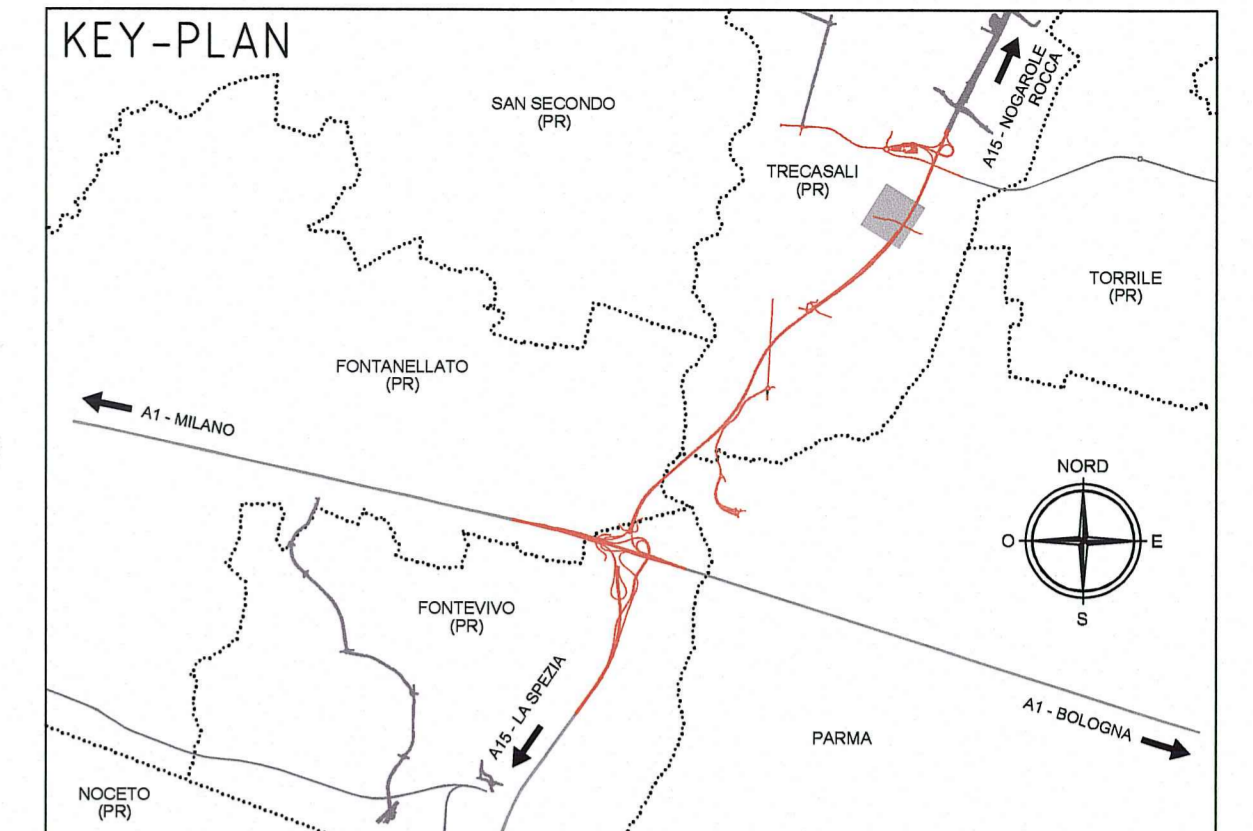 KEY-PLAN
SAN SECONDO
(PR)
A15 - NOGAROLE
ROCCA
TRECASALI
(PR)
TORRILE
(PR)
FONTANELLATO
(PR)
A1 - MILANO
NORD
O
E
S
FONTEVIVO
(PR)
A15 - LA SPEZIA
A1 - BOLOGNA
PARMA
NOCETO
(PR)